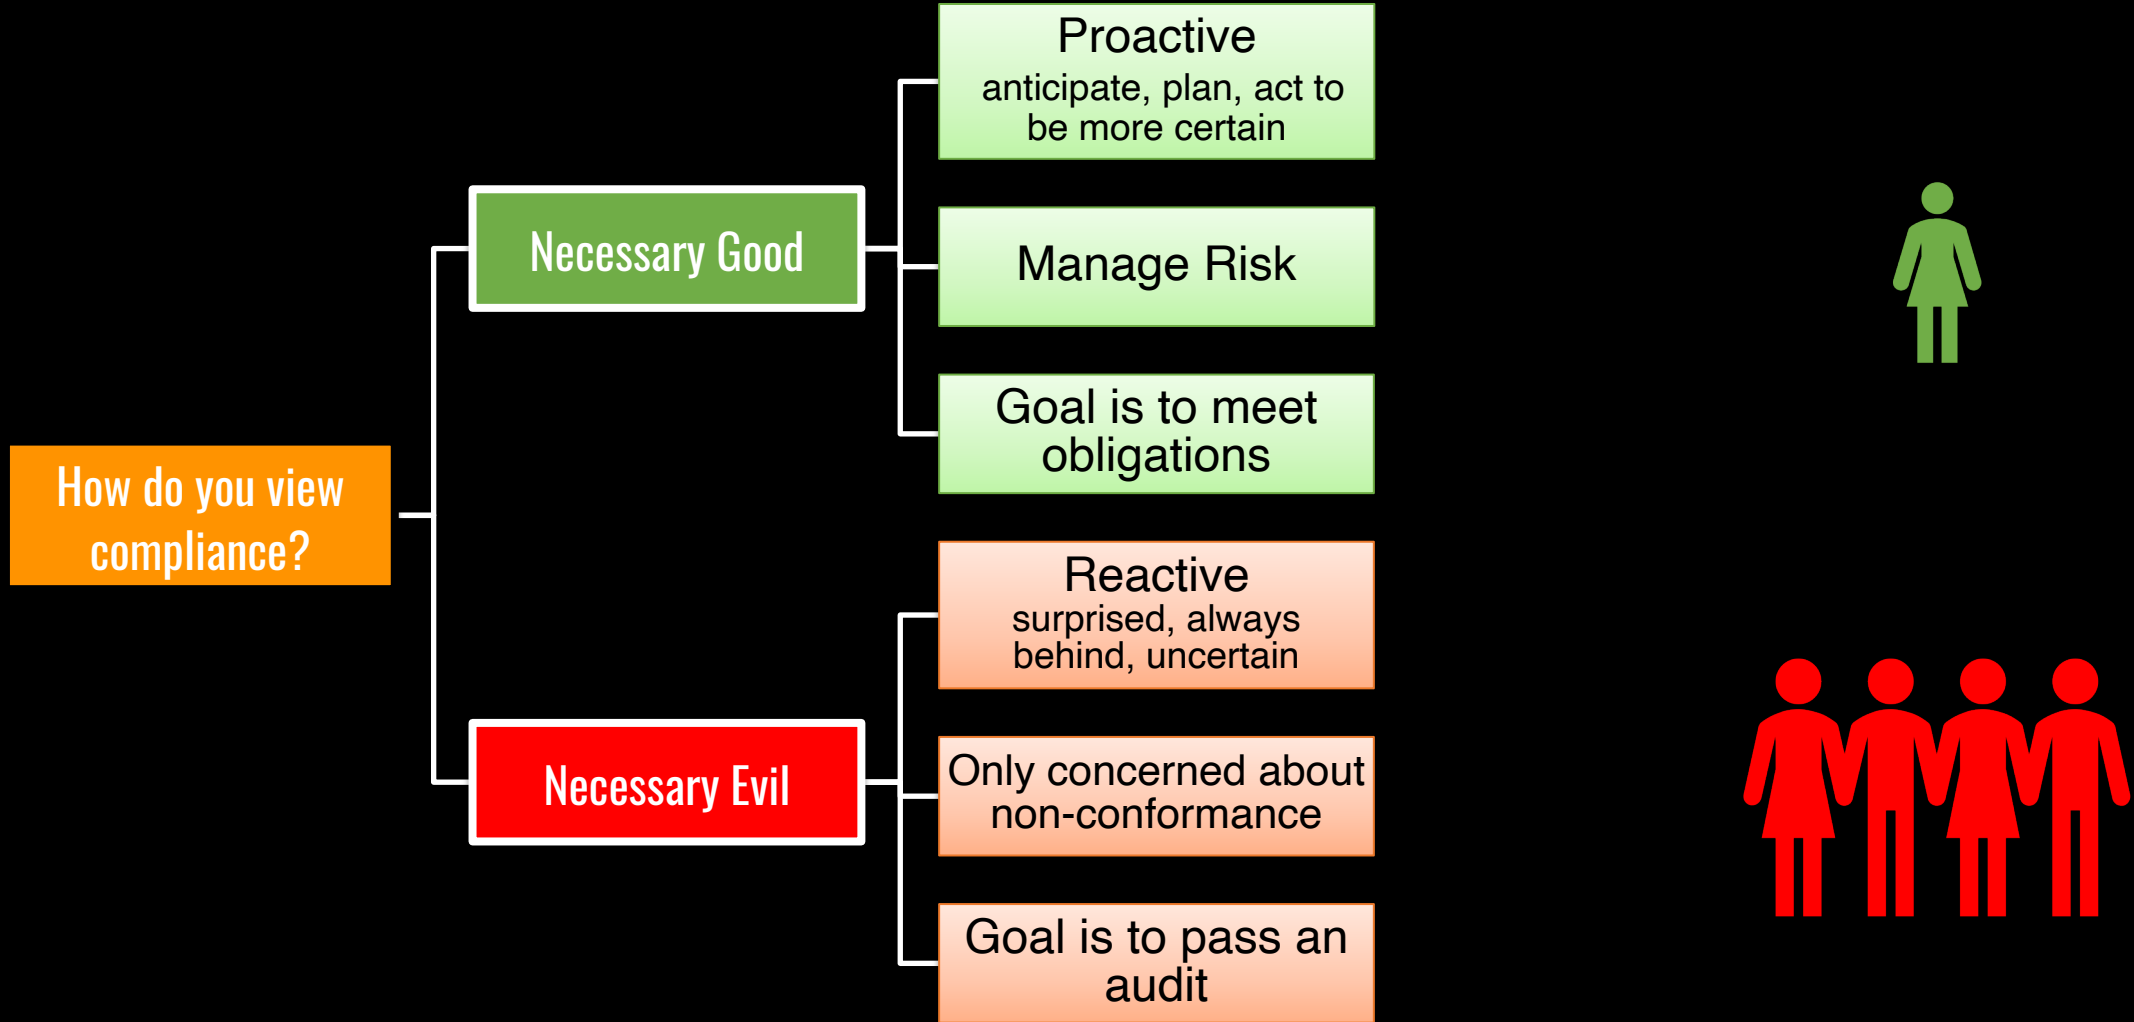 How do you view
compliance?
Necessary Good
Proactive
anticipate, plan, act to
be more certain
Manage Risk
Goal is to meet
obligations
Necessary Evil
Reactive
surprised, always
behind, uncertain
Only concerned about
non-conformance
Goal is to pass an
audit